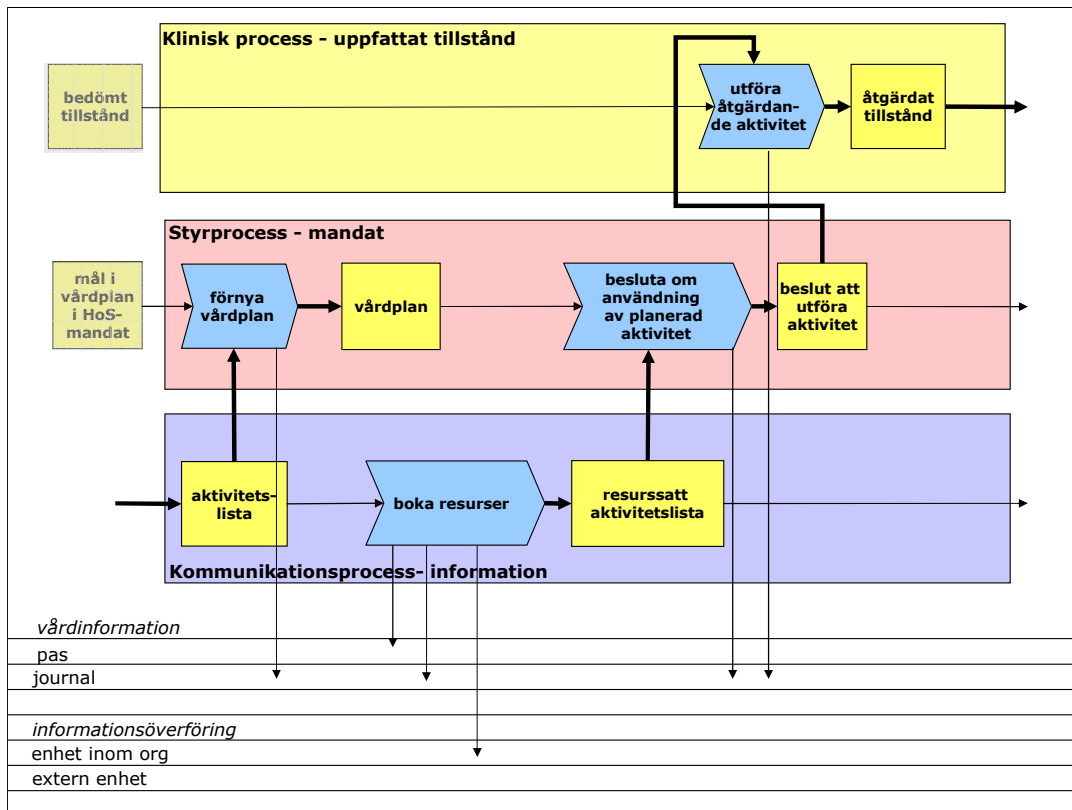 Klinisk process - uppfattat tillstånd
bedömt
tillstånd
utföra
åtgärdan-
de aktivitet
åtgärdat
tillstånd
Styrprocess - mandat
mål i
vårdplan
i HoS-
mandat
förnya
vårdplan
vårdplan
besluta om
användning
av planerad
aktivitet
beslut att
utföra
aktivitet
aktivitets-
lista
boka resurser
resurssatt
aktivitetslista
Kommunikationsprocess- information
vårdinformation
pas
journal
informationsöverföring
enhet inom org
extern enhet